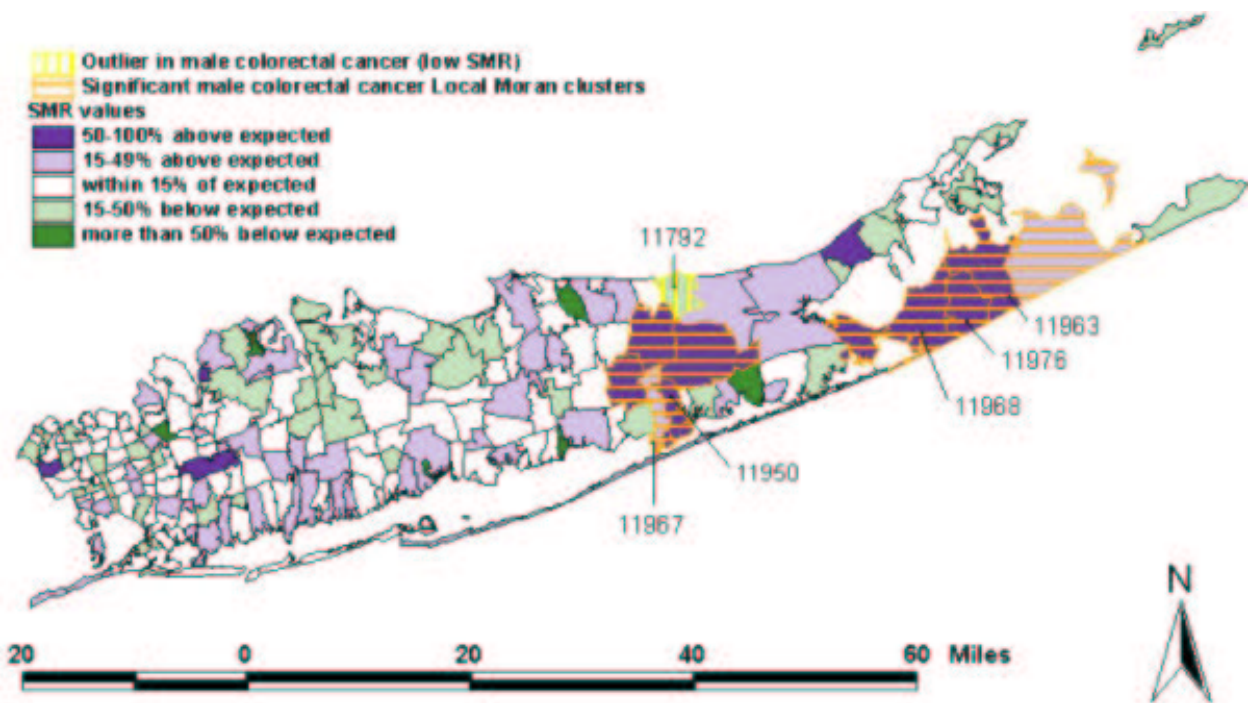 Outlier in male colorectal cancer (low SMR)
Significant male colorectal cancer Local Moran clusters
SMR values
50-100% above expected
15-49% above expected
within 15% of expected
15-50% below expected
more than 50% below expected
11792
11963
11976
11968
11950
11967
N
20 0 20 40 60 Miles